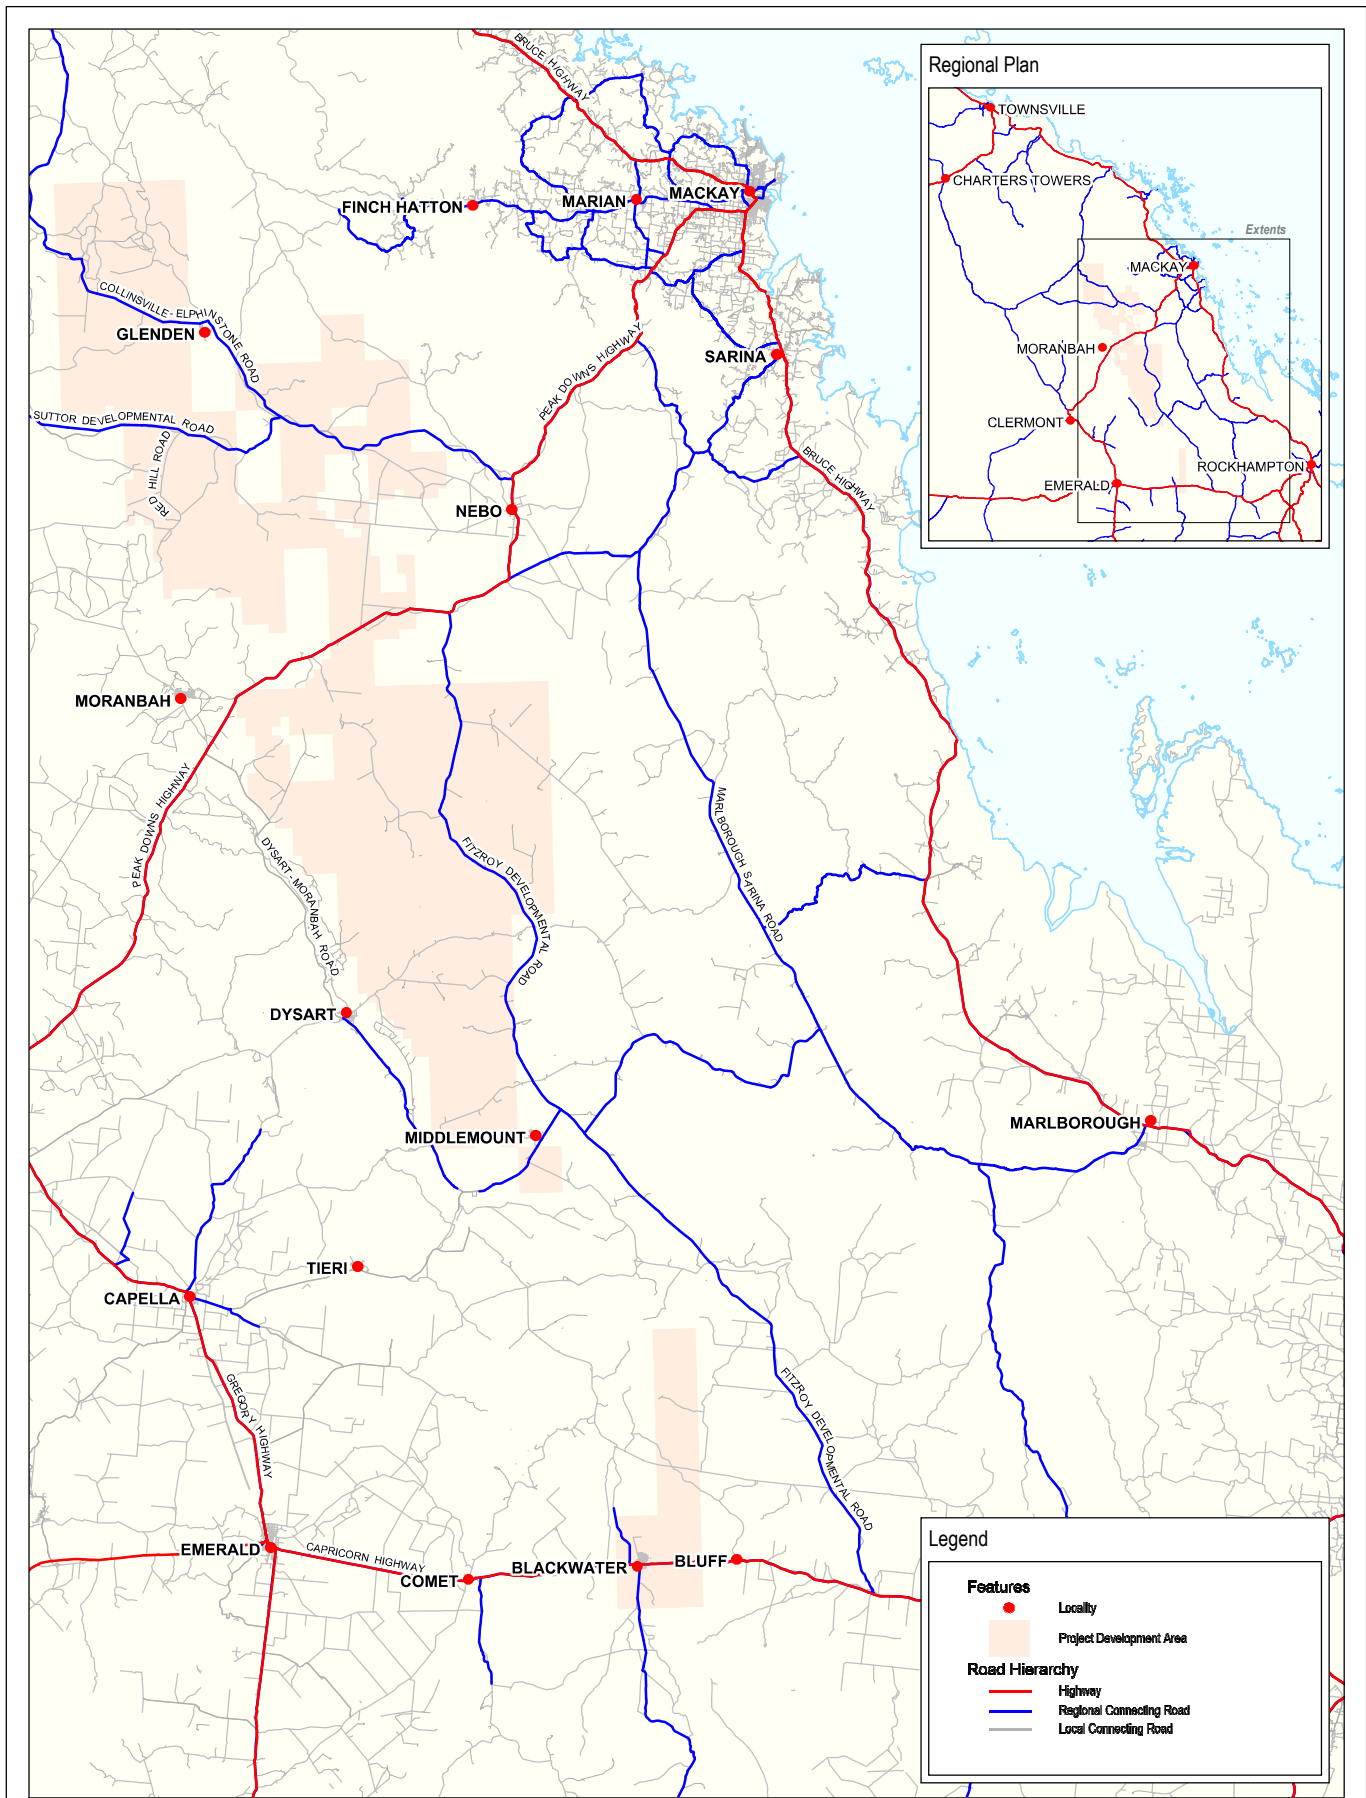 BRUCE HIGHWAY
Regional Plan
TOWNSVILLE
CHARTERS TOWERS
Extents
MACKAY
MORANBAH
CLERMONT
ROCKHAMPTON
EMERALD
FINCH HATTON
MARIAN
MACKAY
COLLINSVILLE-ELPHINSTONE ROAD
GLENDEN
PEAK DOWNS HIGHWAY
SARINA
SUTTOR DEVELOPMENTAL ROAD
RED HILL ROAD
BRUCE HIGHWAY
NEBO
MORANBAH
PEAK DOWNS HIGHWAY
DYSART-MORANBAH ROAD
FITZROY DEVELOPMENTAL ROAD
MARLBOROUGH SARINA ROAD
DYSART
MIDDLEMOUNT
MARLBOROUGH
TIERI
CAPELLA
GREGORY HIGHWAY
FITZROY DEVELOPMENTAL ROAD
EMERALD
CAPRICORN HIGHWAY
COMET
BLACKWATER
BLUFF
Legend
Features
Locality
Project Development Area
Road Hierarchy
Highway
Regional Connecting Road
Local Connecting Road